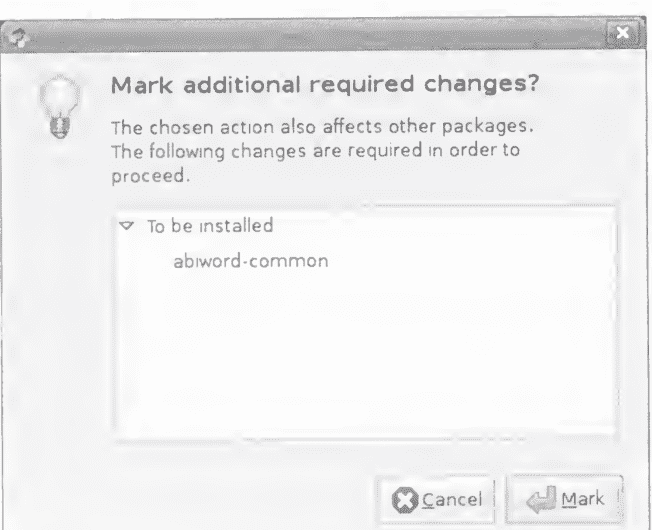 Mark additional required changes?
The chosen action also affects other packages.
The following changes are required in order to
proceed.
To be installed
abiword-common
Cancel
Mark